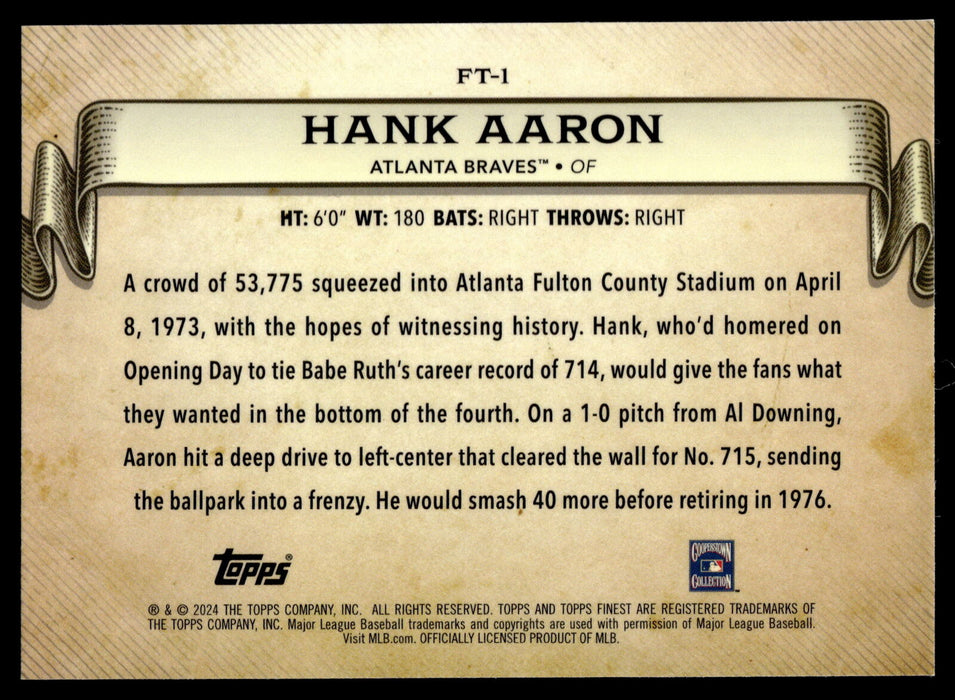 FT-1
HANK AARON
ATLANTA BRAVES™ • OF
HT: 6'0" WT: 180 BATS: RIGHT THROWS: RIGHT
A crowd of 53,775 squeezed into Atlanta Fulton County Stadium on April
8, 1973, with the hopes of witnessing history. Hank, who'd homered on
Opening Day to tie Babe Ruth's career record of 714, would give the fans what
they wanted in the bottom of the fourth. On a 1-0 pitch from Al Downing,
Aaron hit a deep drive to left-center that cleared the wall for No. 715, sending
the ballpark into a frenzy. He would smash 40 more before retiring in 1976.
Topps®
COOPERSTOWN
COLLECTION™
® & © 2024 THE TOPPS COMPANY, INC. ALL RIGHTS RESERVED. TOPPS AND TOPPS FINEST ARE REGISTERED TRADEMARKS OF
THE TOPPS COMPANY, INC. Major League Baseball trademarks and copyrights are used with permission of Major League Baseball.
Visit MLB.com. OFFICIALLY LICENSED PRODUCT OF MLB.